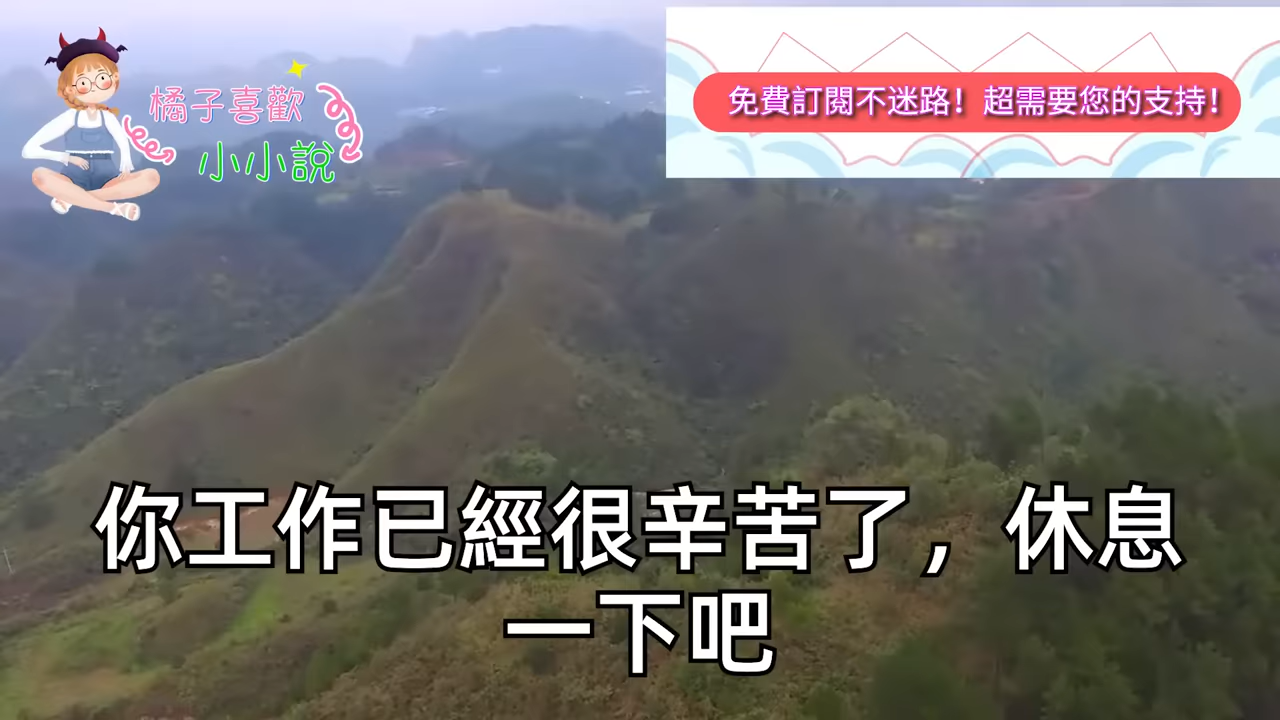 橘子喜歡
小小說
免費訂閱不迷路！超需要您的支持！
你工作已經很辛苦了，休息
一下吧